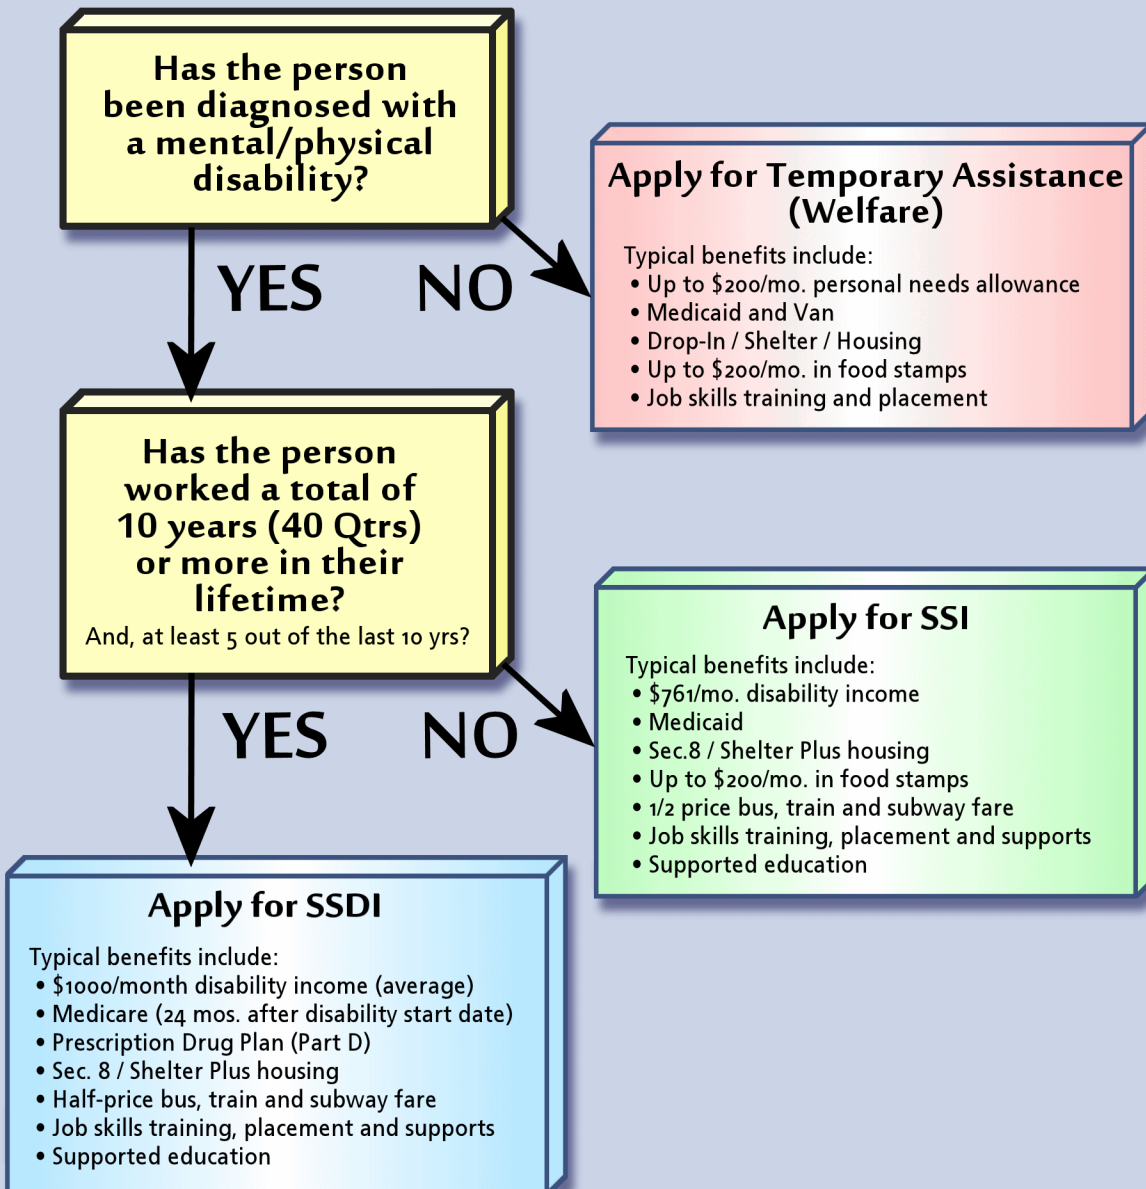 Has the person
been diagnosed with
a mental/physical
disability?
YES
NO
Apply for Temporary Assistance
(Welfare)
Typical benefits include:
• Up to $200/mo. personal needs allowance
• Medicaid and Van
• Drop-In / Shelter / Housing
• Up to $200/mo. in food stamps
• Job skills training and placement
Has the person
worked a total of
10 years (40 Qtrs)
or more in their
lifetime?
And, at least 5 out of the last 10 yrs?
YES
NO
Apply for SSI
Typical benefits include:
• $761/mo. disability income
• Medicaid
• Sec.8 / Shelter Plus housing
• Up to $200/mo. in food stamps
• 1/2 price bus, train and subway fare
• Job skills training, placement and supports
• Supported education
Apply for SSDI
Typical benefits include:
• $1000/month disability income (average)
• Medicare (24 mos. after disability start date)
• Prescription Drug Plan (Part D)
• Sec. 8 / Shelter Plus housing
• Half-price bus, train and subway fare
• Job skills training, placement and supports
• Supported education